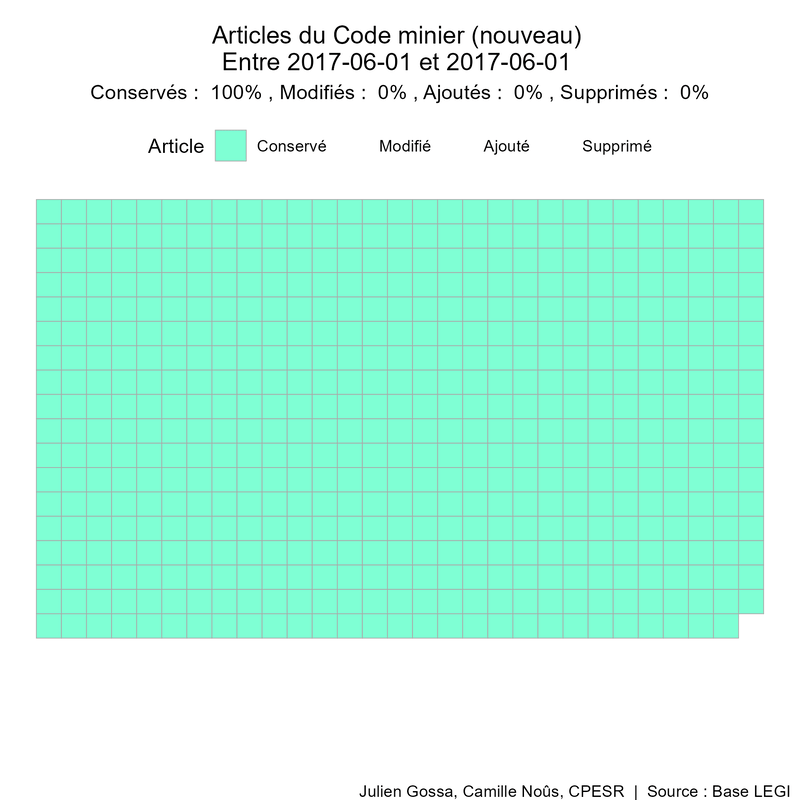 Articles du Code minier (nouveau)
Entre 2017-06-01 et 2017-06-01
Conservés :  100% , Modifiés :  0% , Ajoutés :  0% , Supprimés :  0%
Article Conservé Modifié Ajouté Supprimé
Julien Gossa, Camille Noûs, CPESR  |  Source : Base LEGI